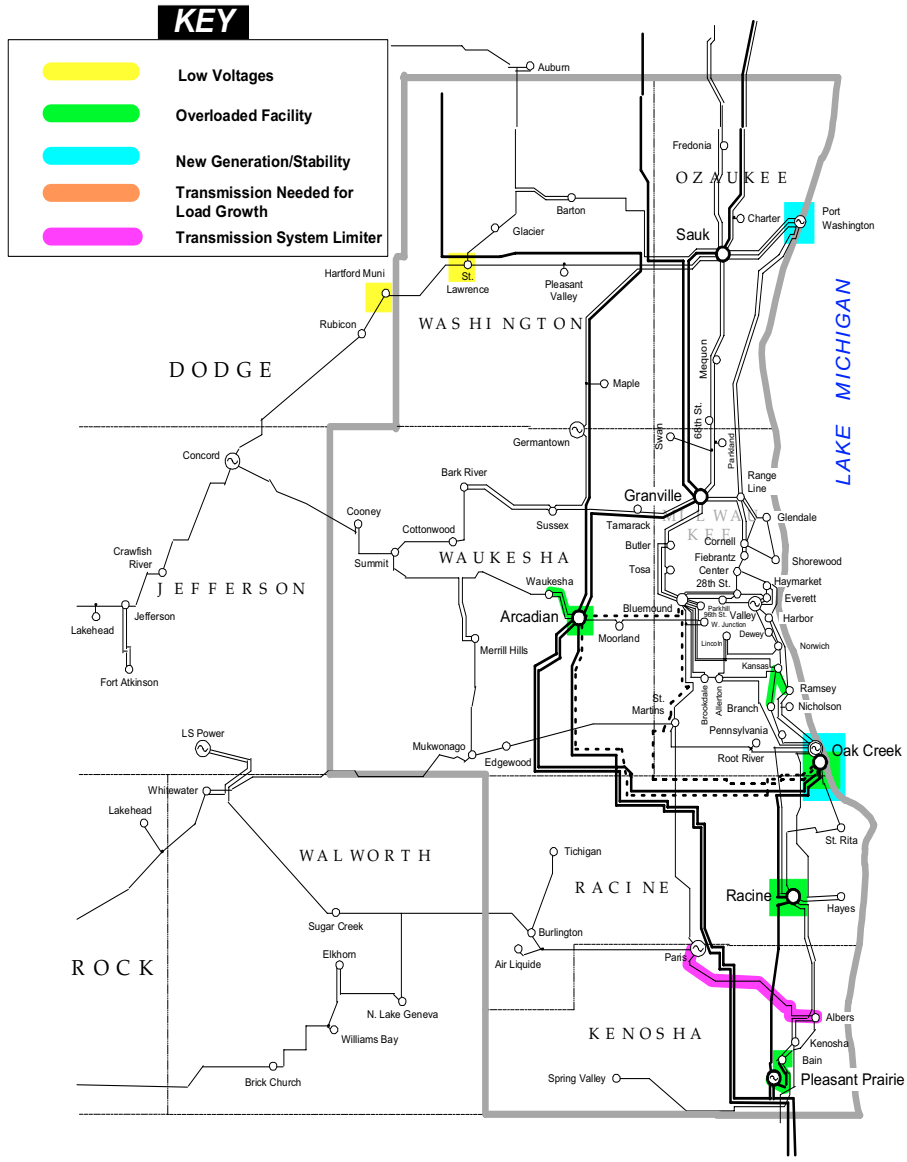 KEY
Low Voltages
Overloaded Facility
New Generation/Stability
Transmission Needed for
Load Growth
Transmission System Limiter
Auburn
Fredonia
OZAUKEE
Barton
Charter
Port
Washington
Glacier
Sauk
Hartford Muni
St.
Lawrence
Pleasant
Valley
Rubicon
WASHINGTON
LAKE MICHIGAN
DODGE
Mequon
Maple
68th St.
Swan
Parkland
Germantown
Concord
Bark River
Range
Line
Granville
Cooney
Sussex
Tamarack
MILWAU
KEE
Glendale
Cottonwood
Butler
Cornell
Crawfish
River
Summit
WAUKESHA
Fiebrantz
Shorewood
Tosa
Center
JEFFERSON
Waukesha
28th St.
Haymarket
Everett
Lakehead
Jefferson
Arcadian
Bluemound
Parkhill
96th St.
Valley
Harbor
Moorland
W. Junction
Dewey
Lincoln
Norwich
Merrill Hills
Kansas
Fort Atkinson
Brookdale
Allerton
Ramsey
St.
Martins
Branch
Nicholson
LS Power
Pennsylvania
Mukwonago
Edgewood
Root River
Oak Creek
Whitewater
Lakehead
St. Rita
WALWORTH
Tichigan
RACINE
Racine
Hayes
Sugar Creek
Burlington
Elkhorn
Air Liquide
Paris
ROCK
N. Lake Geneva
Albers
Williams Bay
KENOSHA
Kenosha
Bain
Brick Church
Spring Valley
Pleasant Prairie